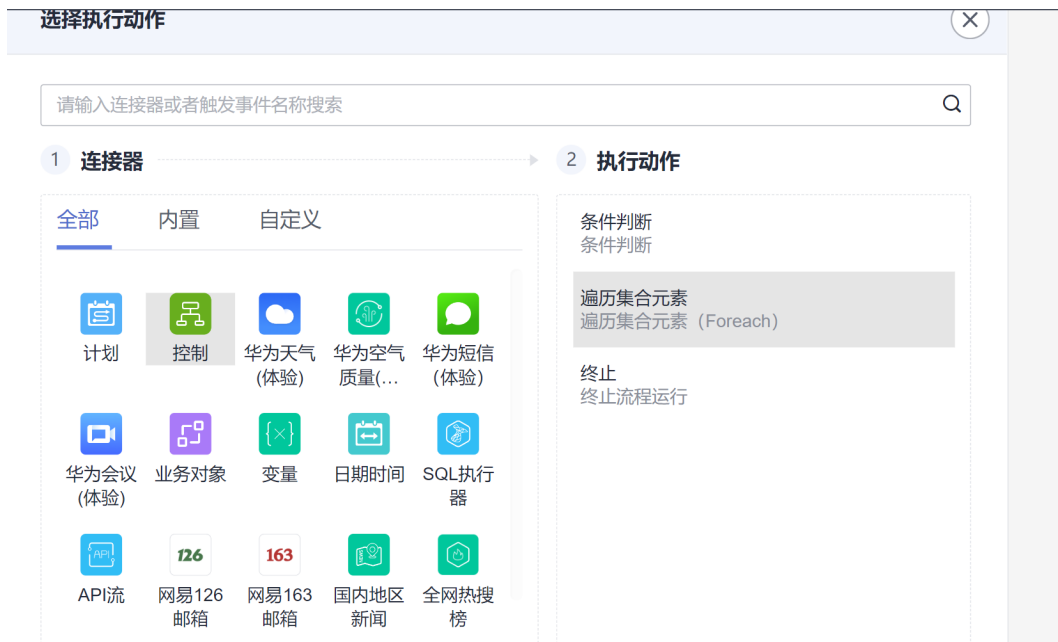 选择执行动作
请输入连接器或者触发事件名称搜索
1 连接器
2 执行动作
全部 内置 自定义
计划 控制 华为天气 华为空气 华为短信
(体验) 质量(... （体验）
华为会议 业务对象 变量 日期时间 SQL执行
(体验) 器
API API流 126 网易126 163 网易163 国内地区 全网热搜
邮箱 邮箱 新闻 榜
条件判断
条件判断
遍历集合元素
遍历集合元素（Foreach）
终止
终止流程运行